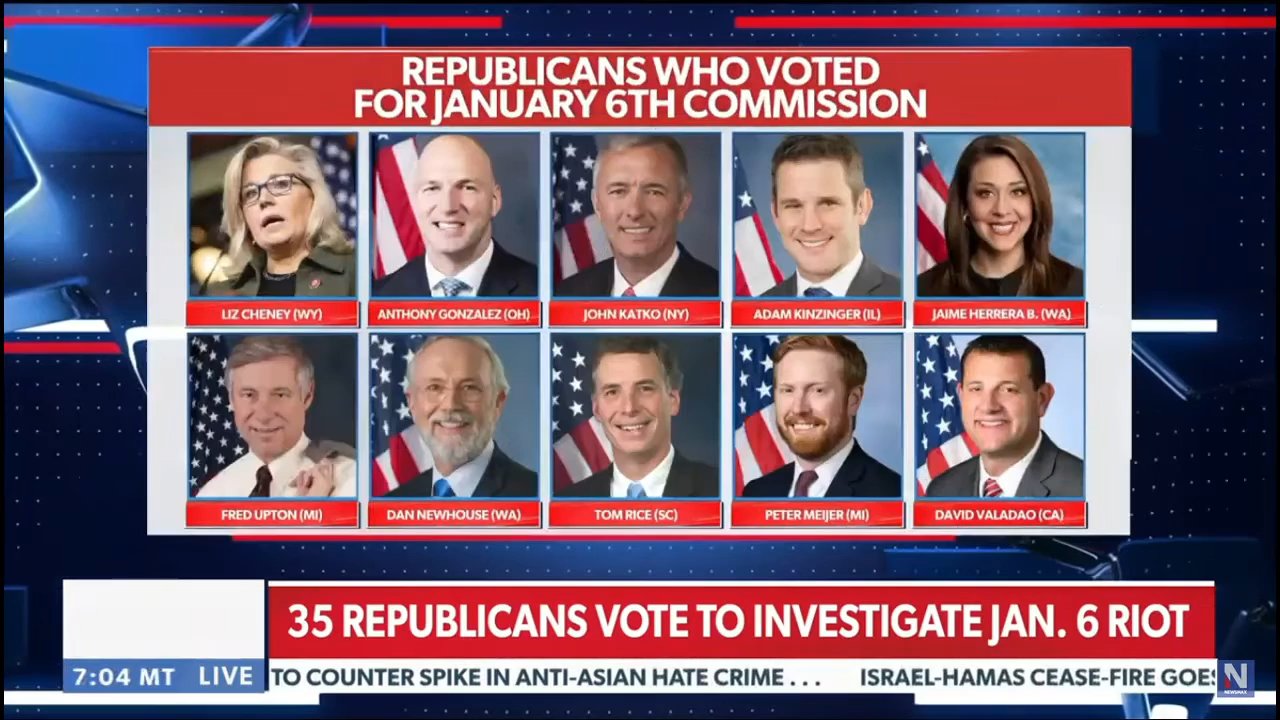 REPUBLICANS WHO VOTED
FOR JANUARY 6TH COMMISSION
LIZ CHENEY (WY)
ANTHONY GONZALEZ (OH)
JOHN KATKO (NY)
ADAM KINZINGER (IL)
JAIME HERRERA B. (WA)
FRED UPTON (MI)
DAN NEWHOUSE (WA)
TOM RICE (SC)
PETER MEIJER (MI)
DAVID VALADAO (CA)
35 REPUBLICANS VOTE TO INVESTIGATE JAN. 6 RIOT
7:04 MT LIVE
TO COUNTER SPIKE IN ANTI-ASIAN HATE CRIME . . . ISRAEL-HAMAS CEASE-FIRE GOES
N
NEWSMAX